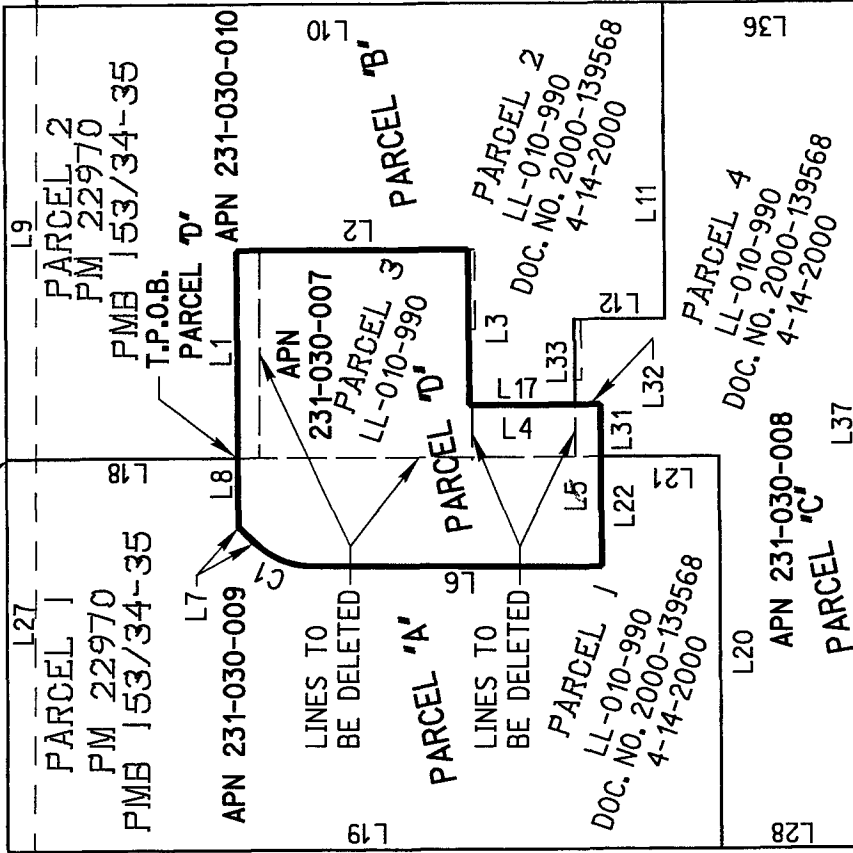 L9
L27
PARCEL 2
PM 22970
PMB 153/34-35
APN 231-030-010
T.P.O.B.
PARCEL "D"
L1
L10
L36
PARCEL 1
PM 22970
PMB 153/34-35
APN 231-030-009
L18
L8
L7
C1
L2
PARCEL "B"
APN
231-030-007
PARCEL 3
LL-010-990
PARCEL "D"
PARCEL 2
LL-010-990
DOC. NO. 2000-139568
4-14-2000
L3
L17
L4
L33
L12
L11
L32
L31
L5
L22
L21
L6
LINES TO
BE DELETED
LINES TO
BE DELETED
PARCEL "A"
PARCEL 1
LL-010-990
DOC. NO. 2000-139568
4-14-2000
L19
L20
L28
PARCEL 4
LL-010-990
DOC. NO. 2000-139568
4-14-2000
APN 231-030-008
PARCEL "C"
L37